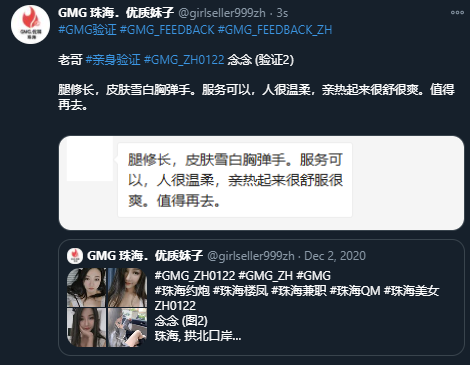 GMG 珠海．优质妹子 @girlseller999zh · 3s
#GMG验证 #GMG_FEEDBACK #GMG_FEEDBACK_ZH
老哥 #亲身验证 #GMG_ZH0122 念念 (验证2)
腿修长，皮肤雪白胸弹手。服务可以，人很温柔，亲热起来很舒很爽。值得
再去。
腿修长，皮肤雪白胸弹手。服务可
以，人很温柔，亲热起来很舒服很
爽。值得再去。
GMG 珠海．优质妹子 @girlseller999zh · Dec 2, 2020
#GMG_ZH0122 #GMG_ZH #GMG
#珠海约炮 #珠海楼凤 #珠海兼职 #珠海QM #珠海美女
ZH0122
念念 (图2)
珠海, 拱北口岸...